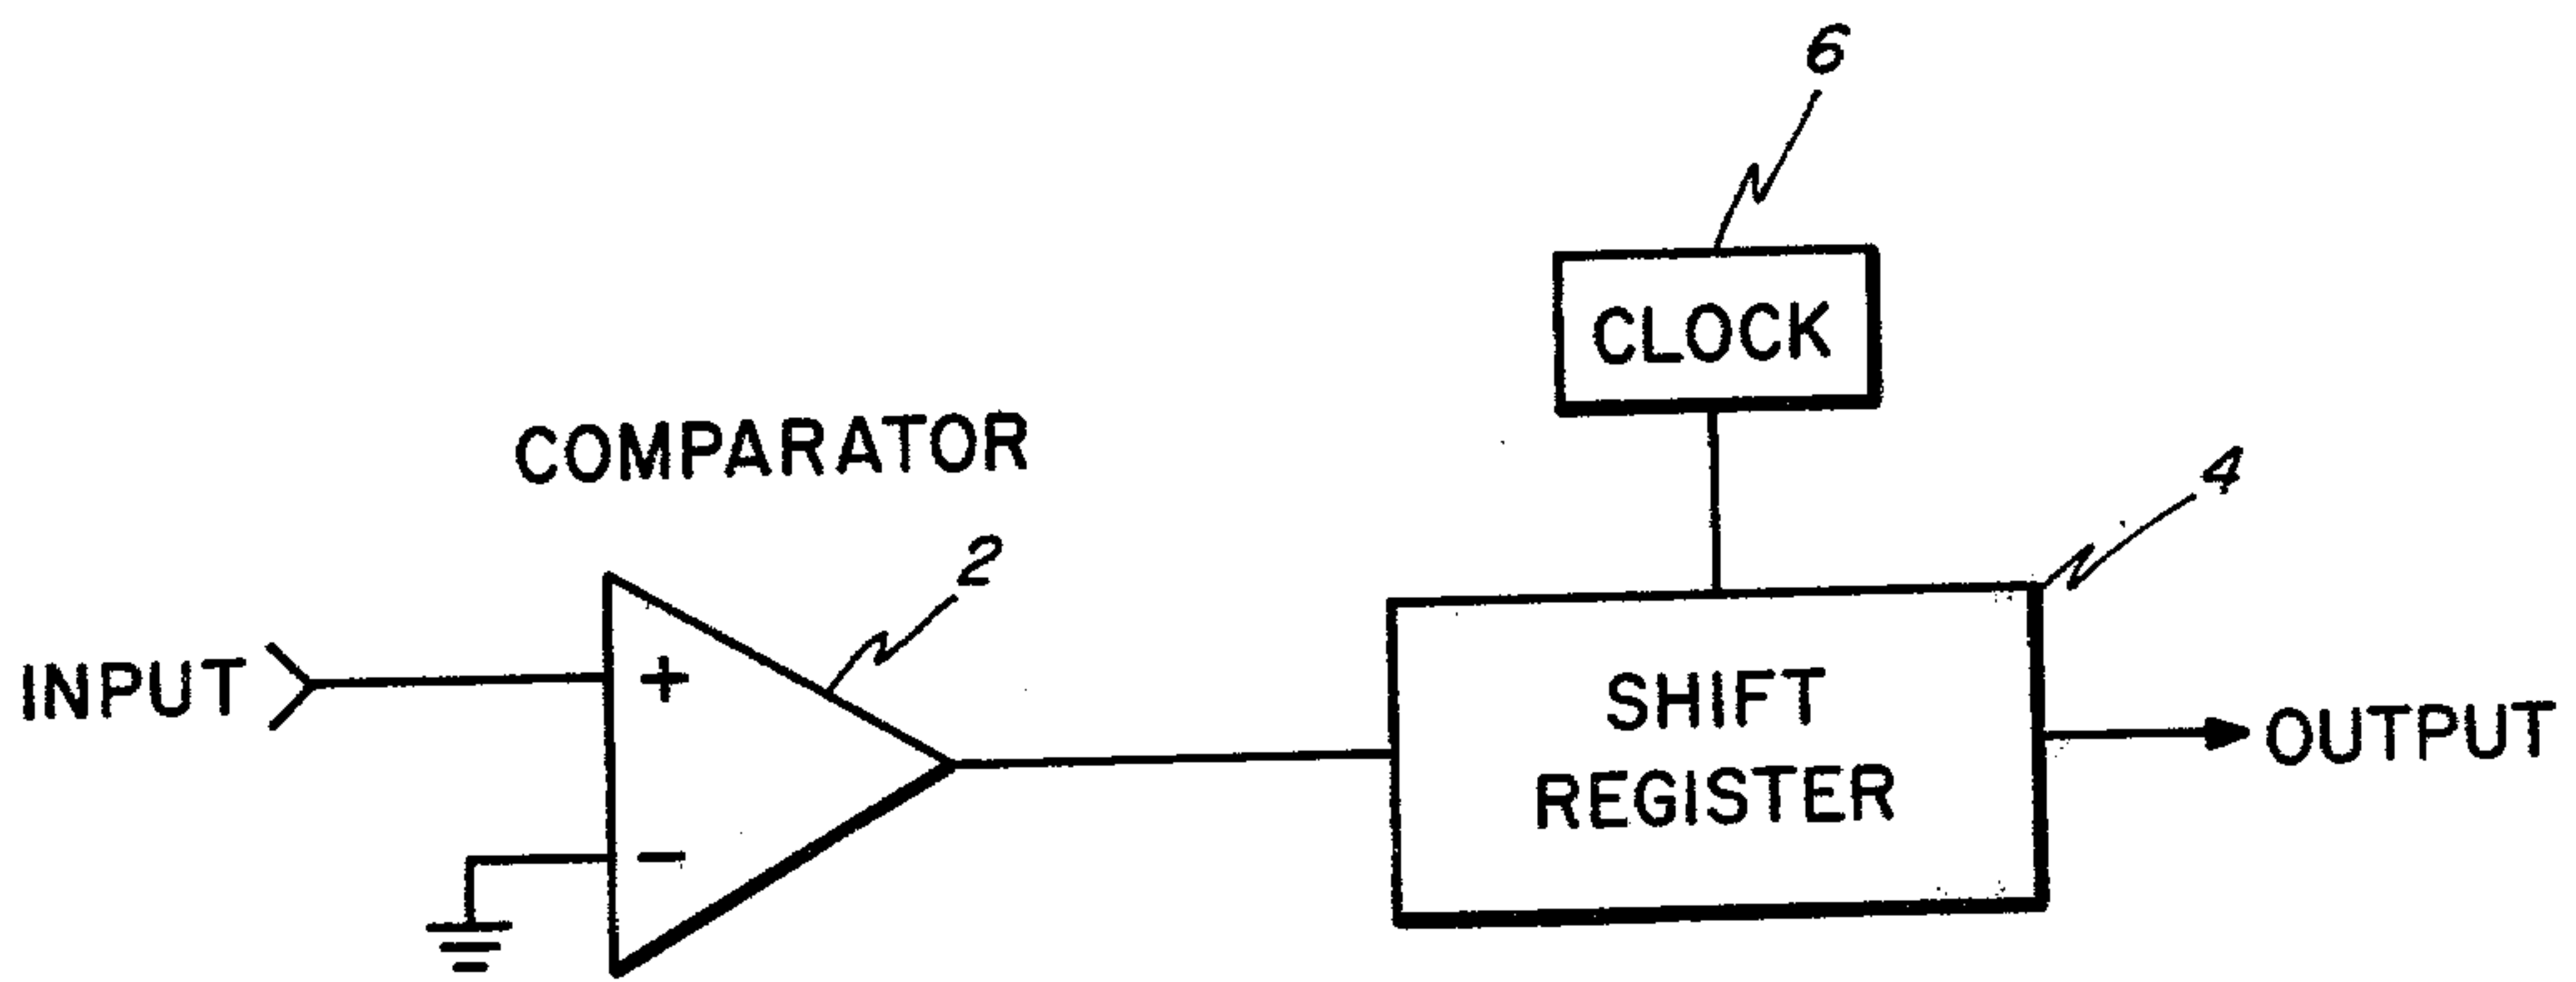 6
CLOCK
COMPARATOR
4
2
INPUT
+
SHIFT
REGISTER
OUTPUT
-